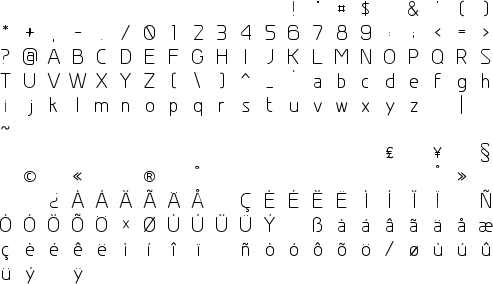 ! " # $ & ' ( )
* + , - . / 0 1 2 3 4 5 6 7 8 9 : ; < = >
? @ A B C D E F G H I J K L M N O P Q R S
T U V W X Y Z [ \ ] ^ _ ` a b c d e f g h
i j k l m n o p q r s t u v w x y z |
~
£ ¥ §
© « ® ° ° »
¿ À Á Â Ã Ä Å Ç È É Ê Ë Ì Í Î Ï Ñ
Ò Ó Ô Õ Ö × Ø Ù Ú Û Ü Ý ß à á â ã ä å æ
ç è é ê ë ì í î ï ñ ò ó ô õ ö / ø ù ú û
ü ý ÿ